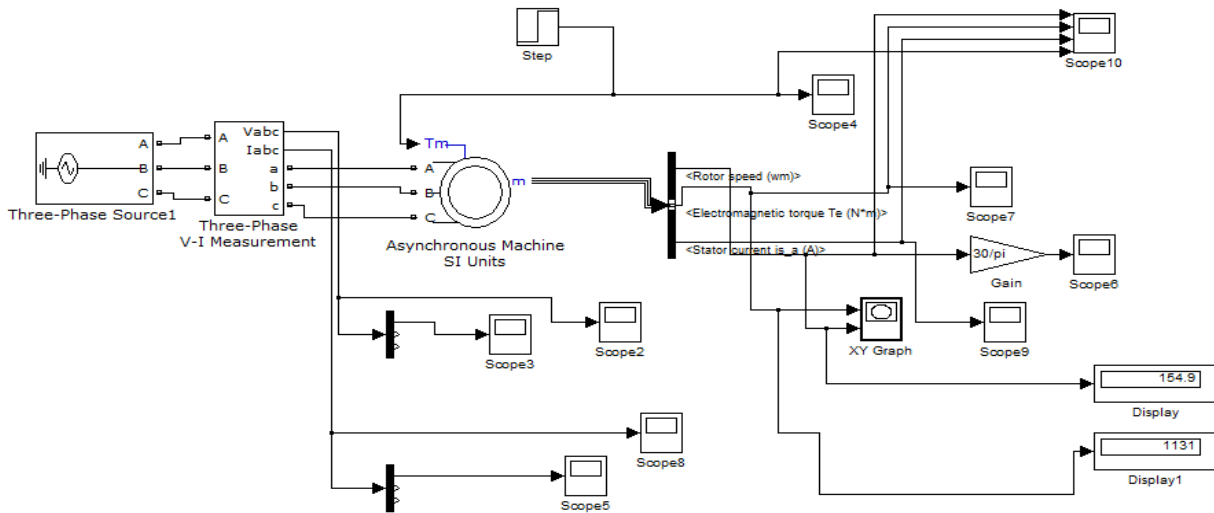 Step
Scope10
Scope4
Tm
A
B
C
Three-Phase Source1
A
B
C
Vabc
Iabc
a
b
c
Three-Phase
V-I Measurement
A
B
C
m
Asynchronous Machine
SI Units
<Rotor speed (wm)>
<Electromagnetic torque Te (N*m)>
<Stator current is_a (A)>
Scope7
30/pi
Gain
Scope6
Scope3
Scope2
XY Graph
Scope9
154.9
Display
Scope8
1131
Display1
Scope5